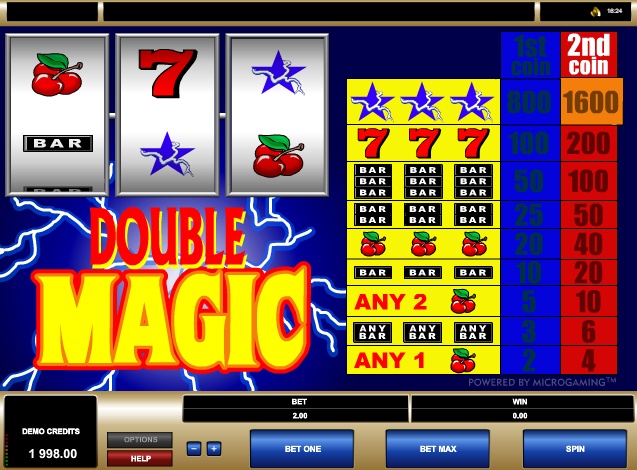 16:24
1st coin
2nd coin
800 1600
7
7 7 7 100 200
BAR BAR BAR
BAR BAR BAR 50 100
BAR BAR BAR
BAR
BAR BAR BAR 25 50
BAR BAR BAR
20 40
BAR BAR BAR 10 20
ANY 2 5 10
ANY BAR ANY BAR ANY BAR 3 6
ANY 1 2 4
DOUBLE
MAGIC
POWERED BY MICROGAMING™
DEMO CREDITS
1 998.00
OPTIONS
HELP
BET
2.00
WIN
0.00
− +
BET ONE
BET MAX
SPIN